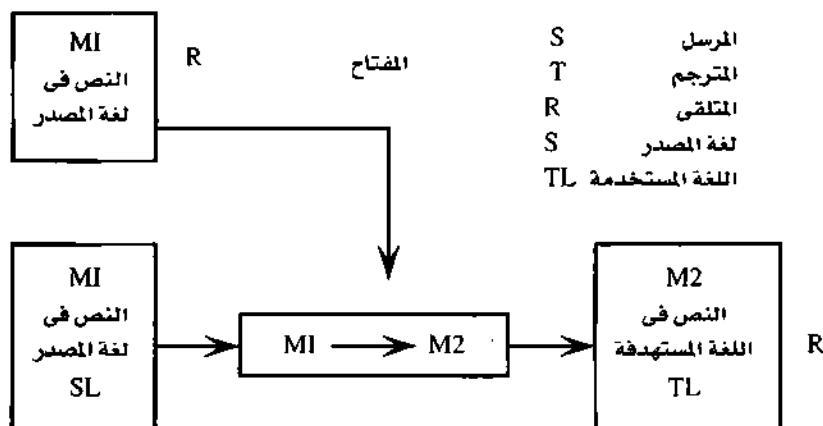 MI
النص فى
لغة المصدر
R
المفتاح
المرسل S
المترجم T
المتلقى R
لغة المصدر S
اللغة المستخدمة TL
MI
النص فى
لغة المصدر
SL
MI M2
M2
النص فى
اللغة المستهدفة
TL
R